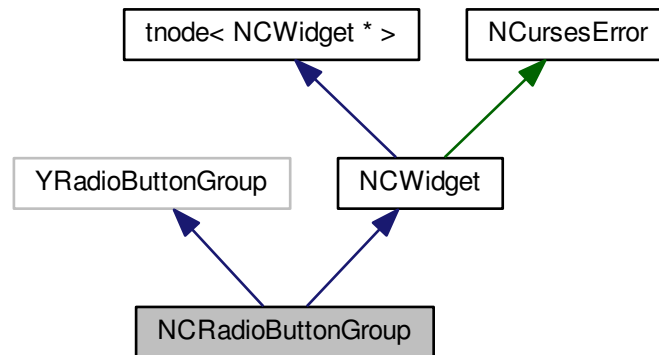 tnode< NCWidget * >
NCursesError
YRadioButtonGroup
NCWidget
NCRadioButtonGroup